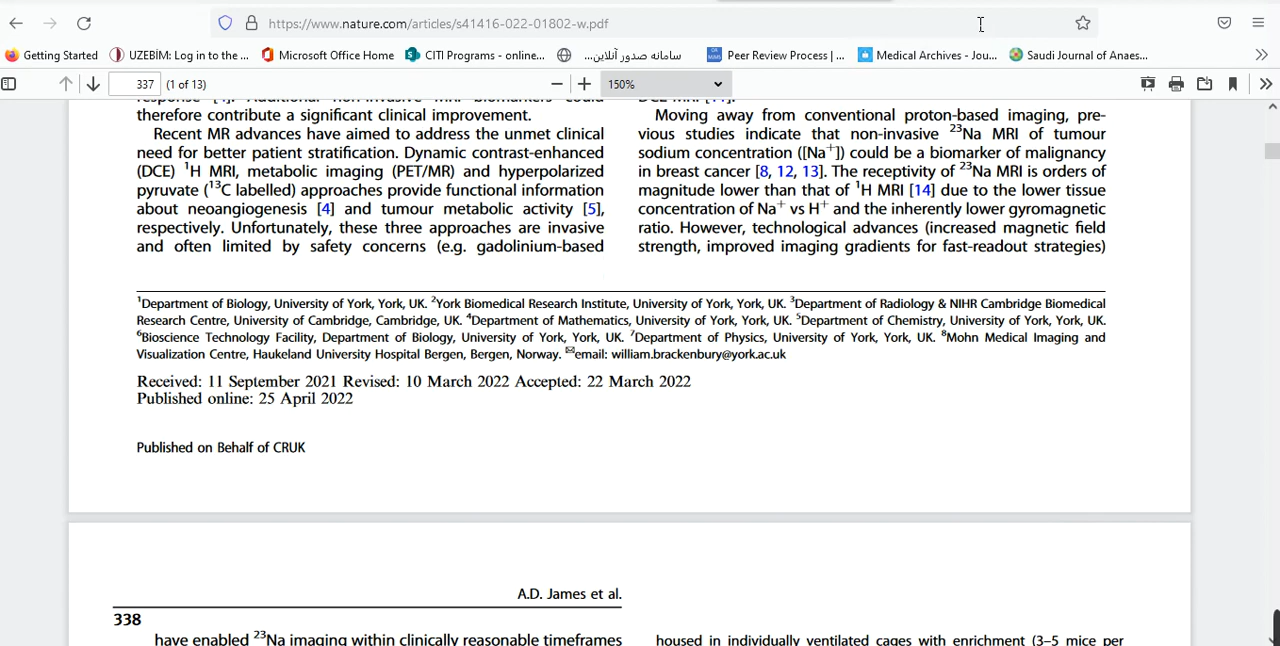 https://www.nature.com/articles/s41416-022-01802-w.pdf
Getting Started
UZEBİM: Log in to the ...
Microsoft Office Home
CITI Programs - online...
سامانه صدور آنلاین...
Peer Review Process | ...
Medical Archives - Jou...
Saudi Journal of Anaes...
337
(1 of 13)
150%
response [4]. Additional non-invasive MRI biomarkers could
therefore contribute a significant clinical improvement.
Recent MR advances have aimed to address the unmet clinical
need for better patient stratification. Dynamic contrast-enhanced
(DCE) ¹H MRI, metabolic imaging (PET/MR) and hyperpolarized
pyruvate (¹³C labelled) approaches provide functional information
about neoangiogenesis [4] and tumour metabolic activity [5],
respectively. Unfortunately, these three approaches are invasive
and often limited by safety concerns (e.g. gadolinium-based
DCE MRI [11].
Moving away from conventional proton-based imaging, pre-
vious studies indicate that non-invasive ²³Na MRI of tumour
sodium concentration ([Na⁺]) could be a biomarker of malignancy
in breast cancer [8, 12, 13]. The receptivity of ²³Na MRI is orders of
magnitude lower than that of ¹H MRI [14] due to the lower tissue
concentration of Na⁺ vs H⁺ and the inherently lower gyromagnetic
ratio. However, technological advances (increased magnetic field
strength, improved imaging gradients for fast-readout strategies)
¹Department of Biology, University of York, York, UK. ²York Biomedical Research Institute, University of York, York, UK. ³Department of Radiology & NIHR Cambridge Biomedical
Research Centre, University of Cambridge, Cambridge, UK. ⁴Department of Mathematics, University of York, York, UK. ⁵Department of Chemistry, University of York, York, UK.
⁶Bioscience Technology Facility, Department of Biology, University of York, York, UK. ⁷Department of Physics, University of York, York, UK. ⁸Mohn Medical Imaging and
Visualization Centre, Haukeland University Hospital Bergen, Bergen, Norway. ✉email: william.brackenbury@york.ac.uk
Received: 11 September 2021 Revised: 10 March 2022 Accepted: 22 March 2022
Published online: 25 April 2022
Published on Behalf of CRUK
A.D. James et al.
338
have enabled ²³Na imaging within clinically reasonable timeframes
housed in individually ventilated cages with enrichment (3–5 mice per